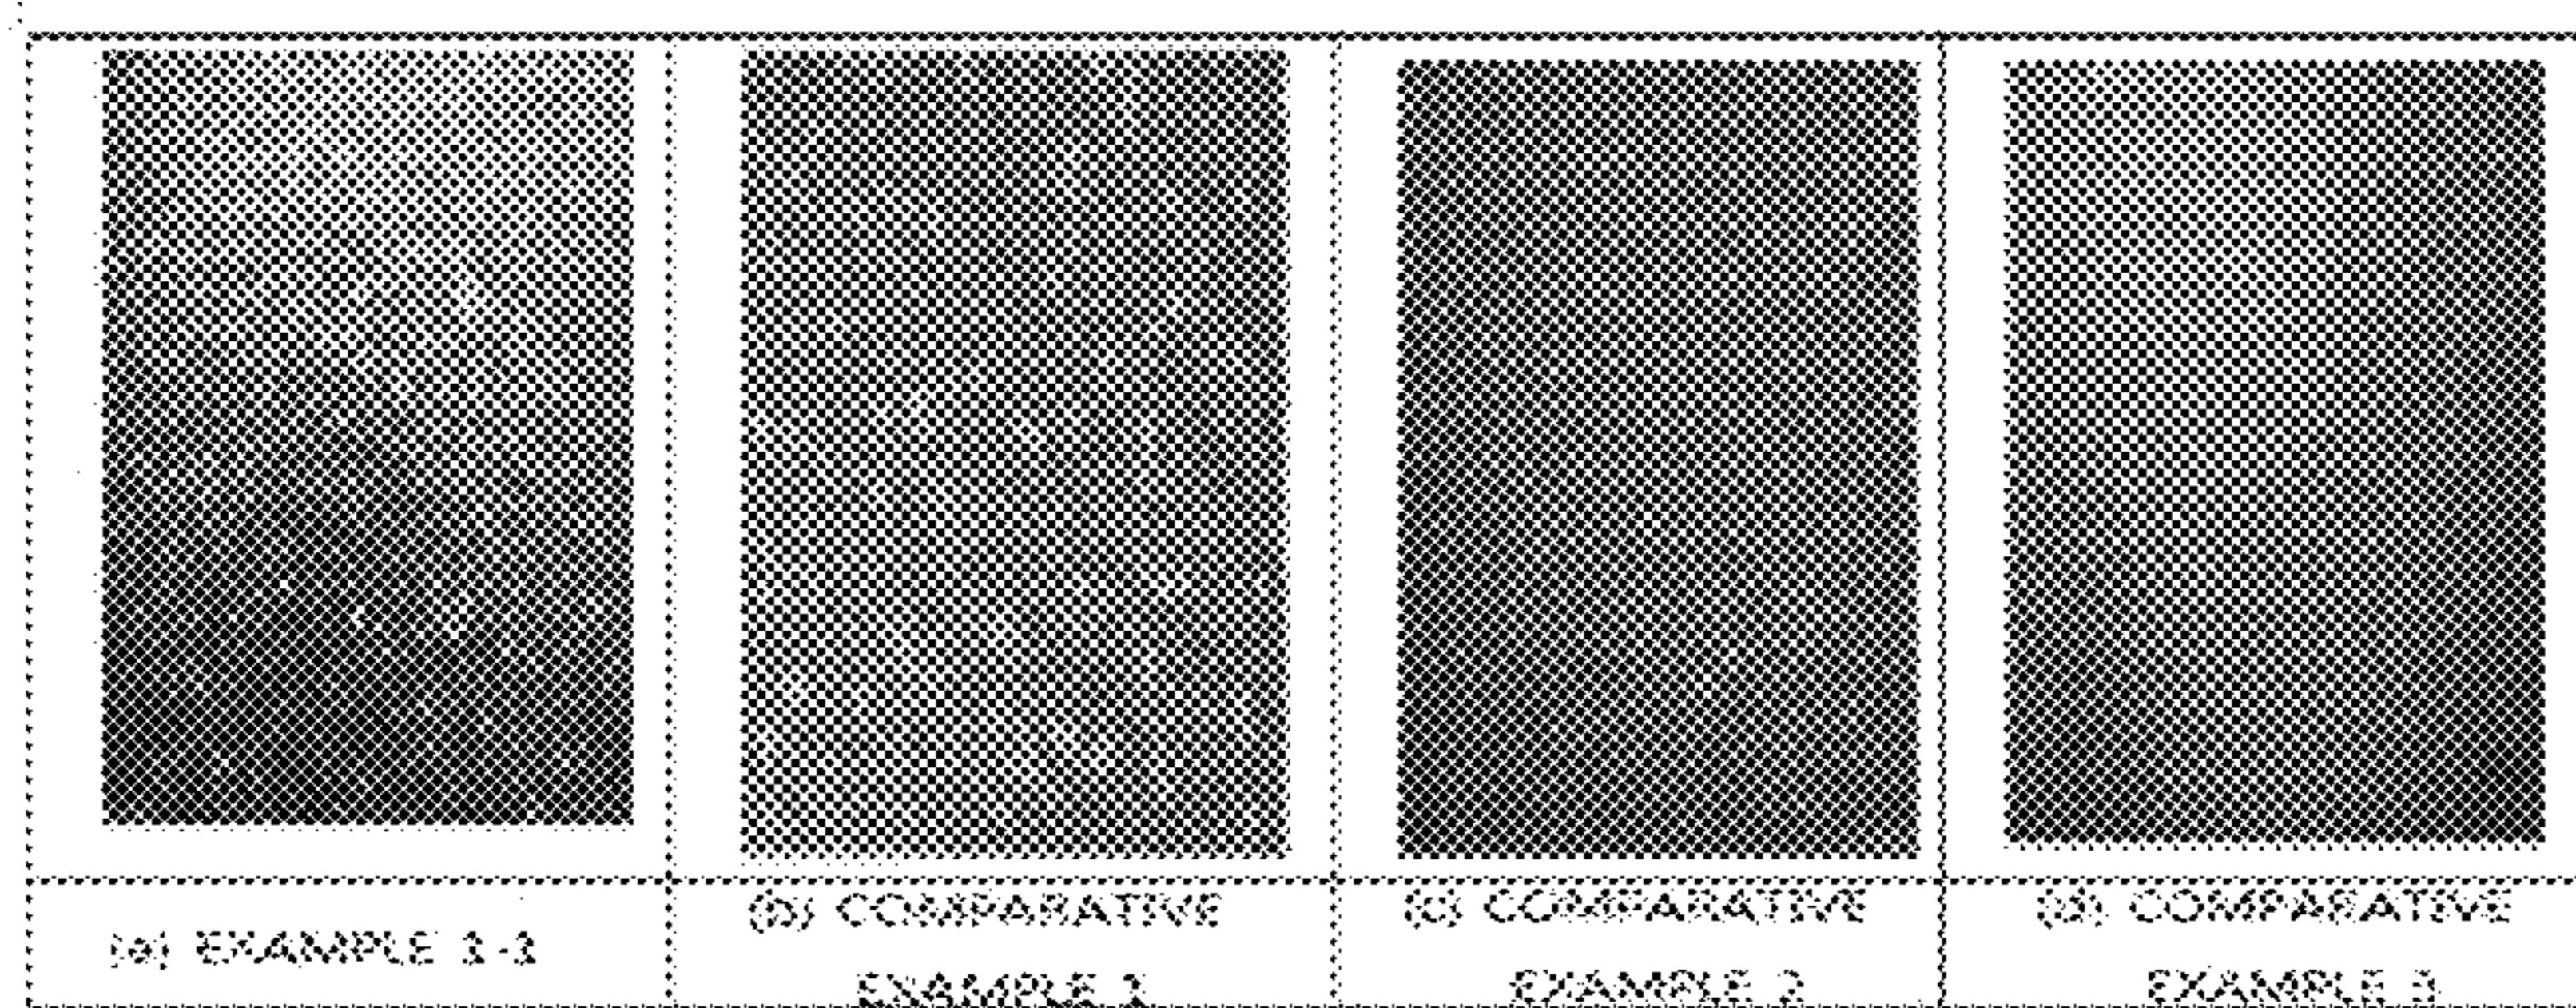 (a) EXAMPLE 1-1
(b) COMPARATIVE
EXAMPLE 1
(c) COMPARATIVE
EXAMPLE 2
(d) COMPARATIVE
EXAMPLE 3